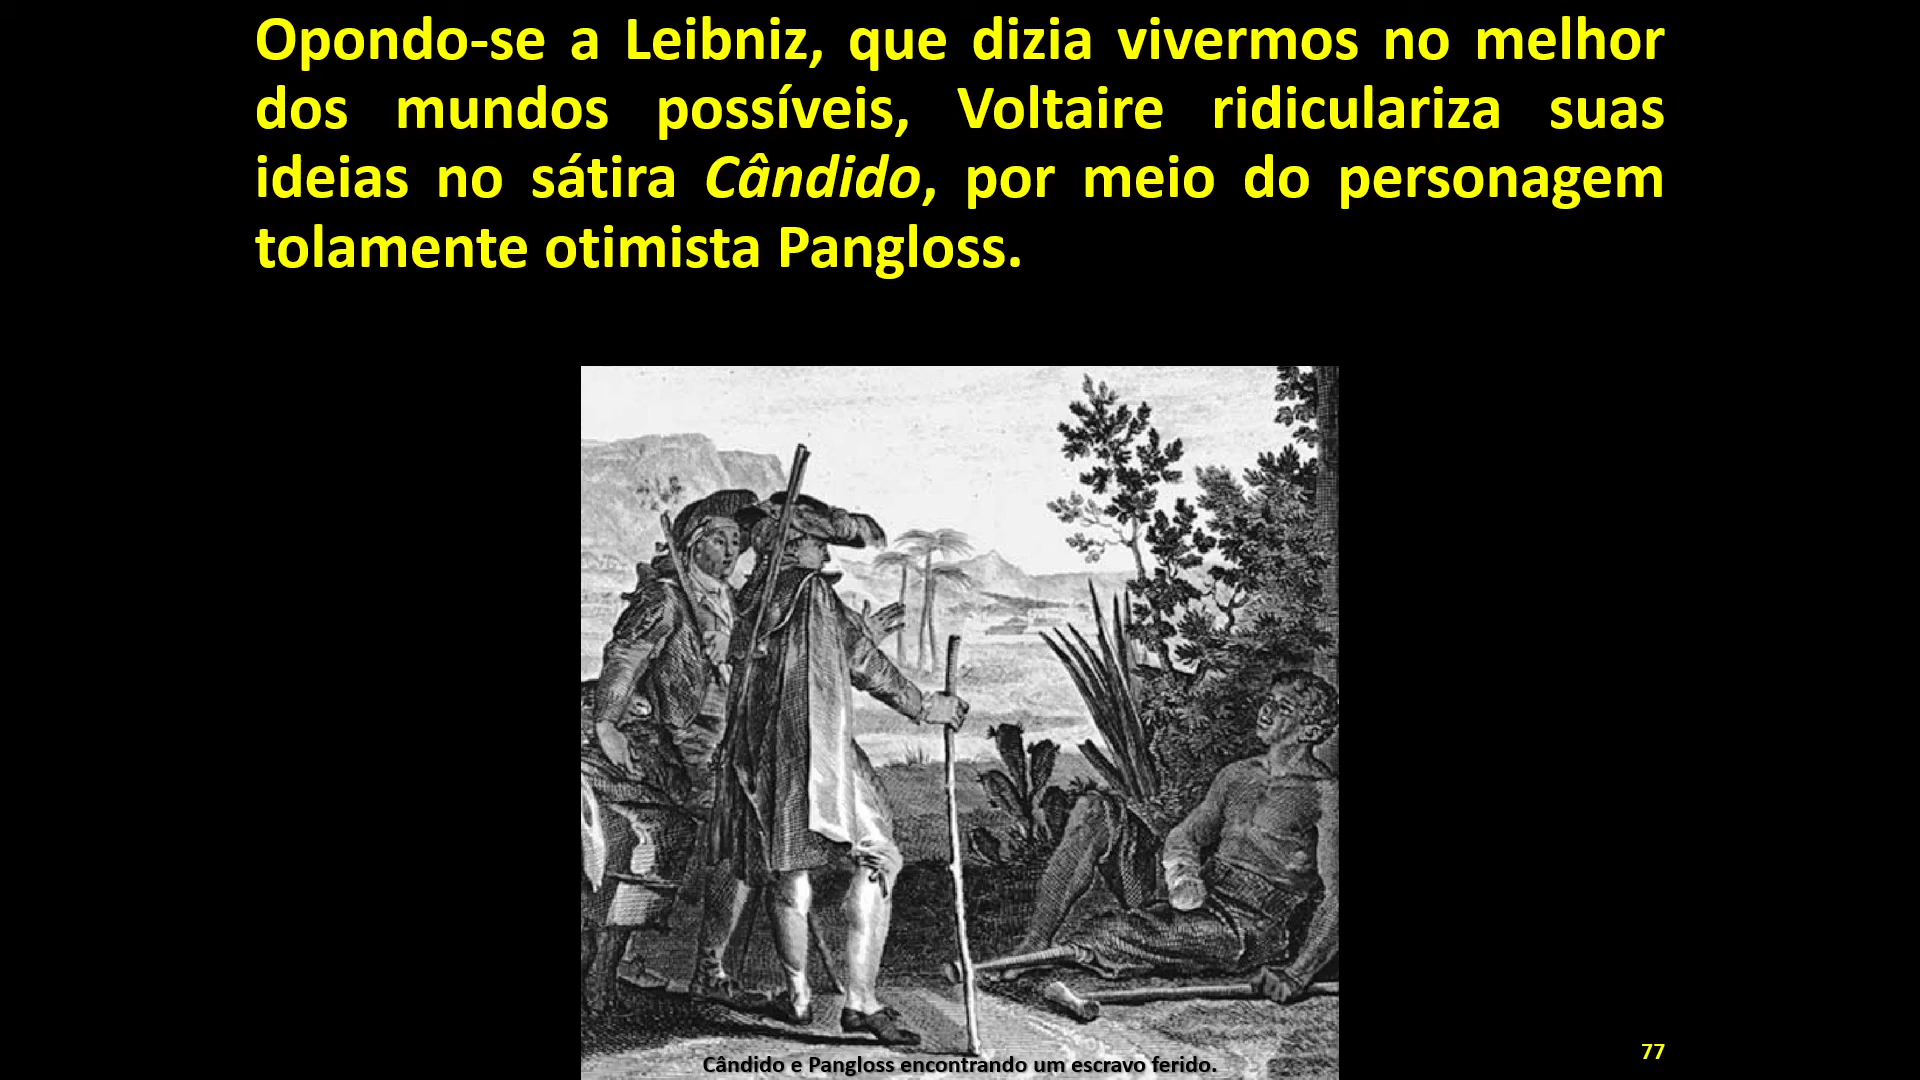 Opondo-se a Leibniz, que dizia vivermos no melhor
dos mundos possíveis, Voltaire ridiculariza suas
ideias no sátira Cândido, por meio do personagem
tolamente otimista Pangloss.
Cândido e Pangloss encontrando um escravo ferido.
77